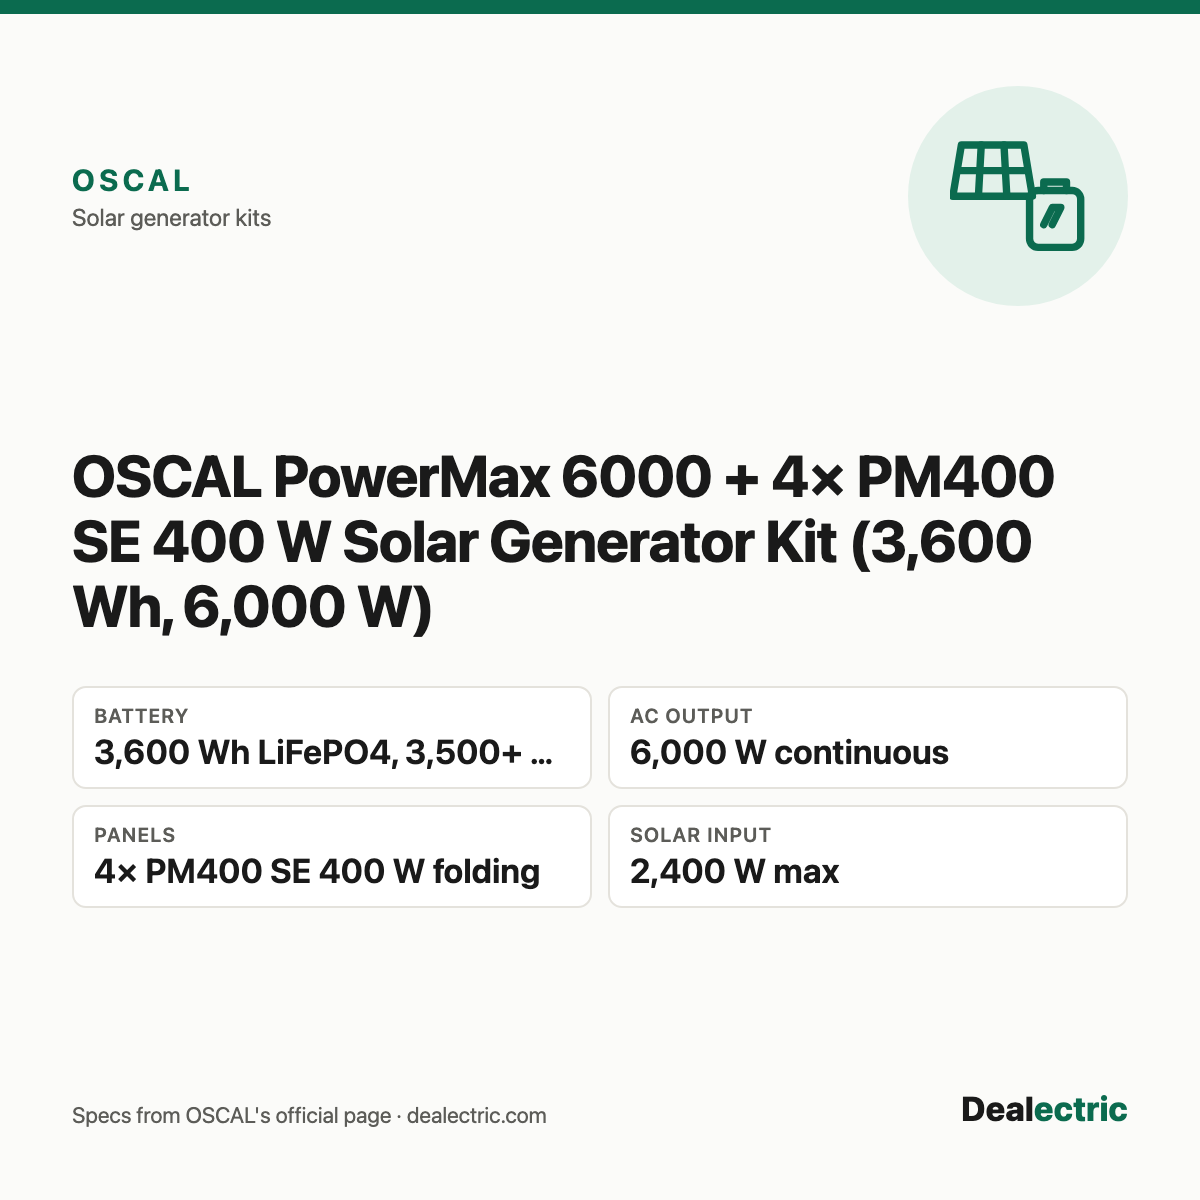 OSCAL
Solar generator kits
OSCAL PowerMax 6000 + 4× PM400
SE 400 W Solar Generator Kit (3,600
Wh, 6,000 W)
BATTERY
3,600 Wh LiFePO4, 3,500+ ...
AC OUTPUT
6,000 W continuous
PANELS
4× PM400 SE 400 W folding
SOLAR INPUT
2,400 W max
Specs from OSCAL's official page · dealectric.com
Dealectric